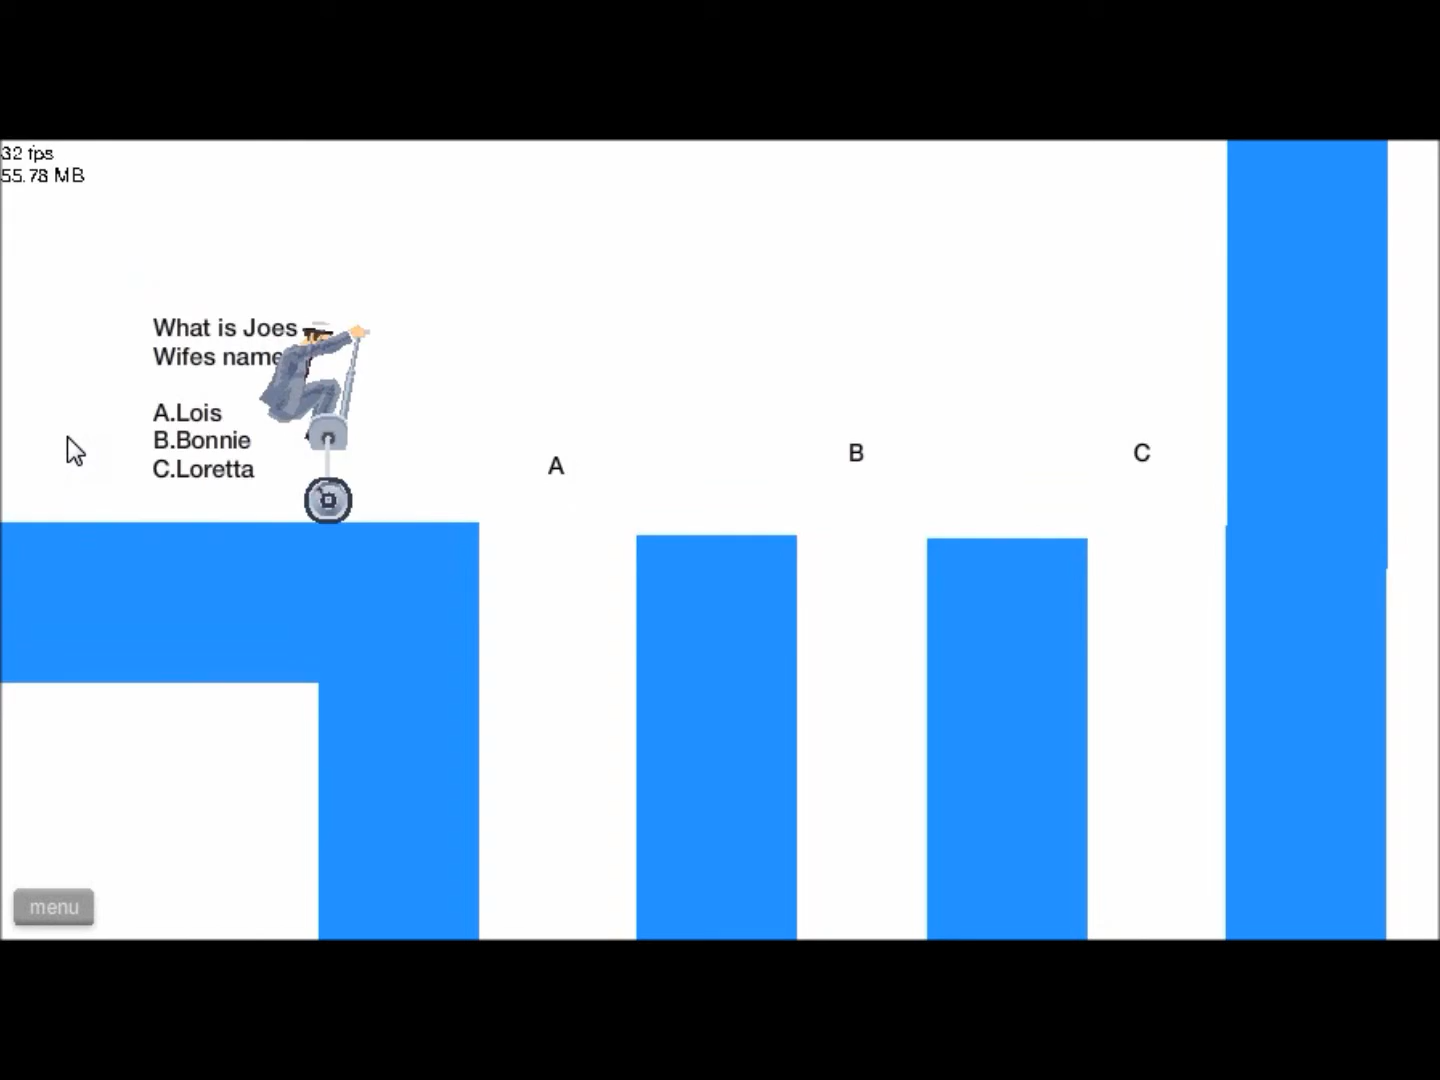 32 fps
55.78 MB
What is Joes
Wifes name
A.Lois
B.Bonnie
C.Loretta
A
B
C
menu